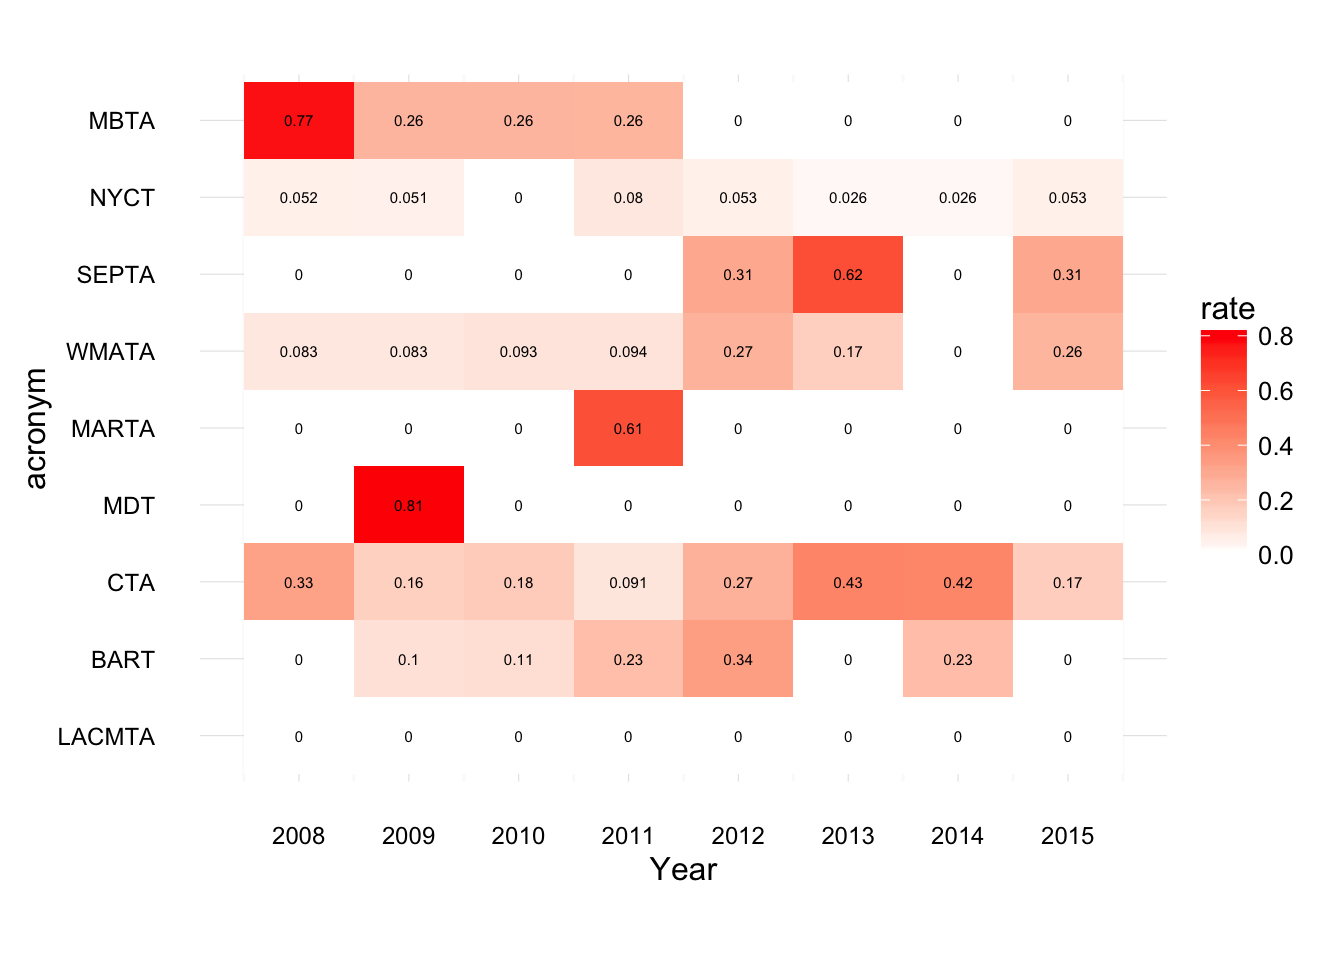 MBTA 0.77 0.26 0.26 0.26 0 0 0 0
NYCT 0.052 0.051 0 0.08 0.053 0.026 0.026 0.053
SEPTA 0 0 0 0 0.31 0.62 0 0.31
WMATA 0.083 0.083 0.093 0.094 0.27 0.17 0 0.26
MARTA 0 0 0 0.61 0 0 0 0
MDT 0 0.81 0 0 0 0 0 0
CTA 0.33 0.16 0.18 0.091 0.27 0.43 0.42 0.17
BART 0 0.1 0.11 0.23 0.34 0 0.23 0
LACMTA 0 0 0 0 0 0 0 0
2008 2009 2010 2011 2012 2013 2014 2015
Year
acronym
rate
0.8
0.6
0.4
0.2
0.0